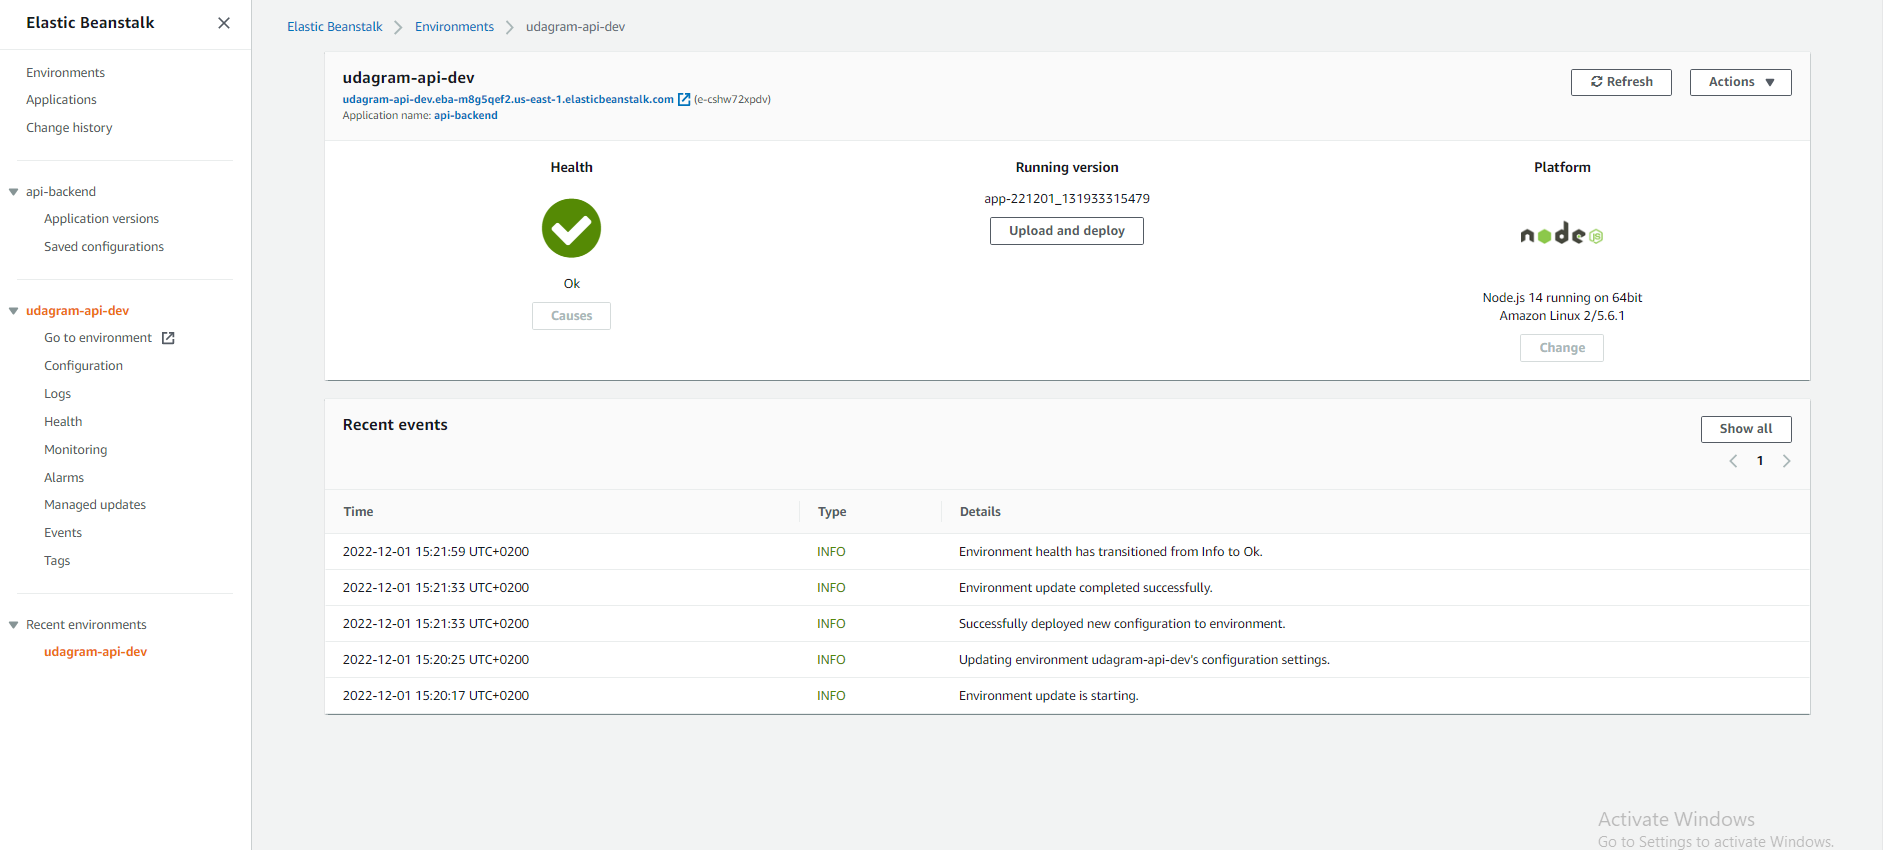 Elastic Beanstalk
Environments
Applications
Change history
api-backend
Application versions
Saved configurations
udagram-api-dev
Go to environment
Configuration
Logs
Health
Monitoring
Alarms
Managed updates
Events
Tags
Recent environments
udagram-api-dev
Elastic Beanstalk Environments udagram-api-dev
udagram-api-dev
Refresh Actions
udagram-api-dev.eba-m8g5qef2.us-east-1.elasticbeanstalk.com (e-cshw72xpdv)
Application name: api-backend
Health
Ok
Causes
Running version
app-221201_131933315479
Upload and deploy
Platform
node JS
Node.js 14 running on 64bit
Amazon Linux 2/5.6.1
Change
Recent events
Show all
1
Time Type Details
2022-12-01 15:21:59 UTC+0200 INFO Environment health has transitioned from Info to Ok.
2022-12-01 15:21:33 UTC+0200 INFO Environment update completed successfully.
2022-12-01 15:21:33 UTC+0200 INFO Successfully deployed new configuration to environment.
2022-12-01 15:20:25 UTC+0200 INFO Updating environment udagram-api-dev's configuration settings.
2022-12-01 15:20:17 UTC+0200 INFO Environment update is starting.
Activate Windows
Go to Settings to activate Windows.